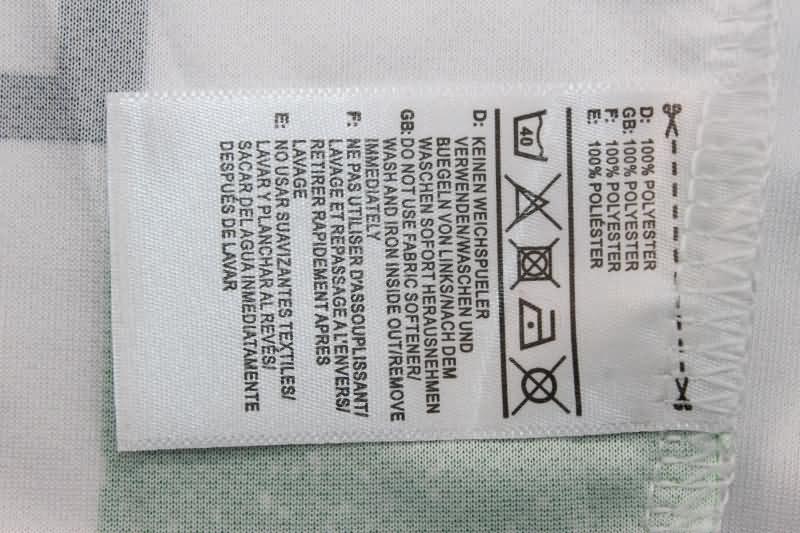 D: 100% POLYESTER
GB: 100% POLYESTER
F: 100% POLYESTER
E: 100% POLIESTER
40
D: KEINEN WEICHSPUELER
VERWENDEN/WASCHEN UND
BUEGELN VON LINKS/NACH DEM
WASCHEN SOFORT HERAUSNEHMEN
GB: DO NOT USE FABRIC SOFTENER/
WASH AND IRON INSIDE OUT/REMOVE
IMMEDIATELY
F: NE PAS UTILISER D'ASSOUPLISSANT/
LAVAGE ET REPASSAGE A L'ENVERS/
RETIRER RAPIDEMENT APRES
LAVAGE
E: NO USAR SUAVIZANTES TEXTILES/
LAVAR Y PLANCHAR AL REVÉS/
SACAR DEL AGUA INMEDIATAMENTE
DESPUÉS DE LAVAR